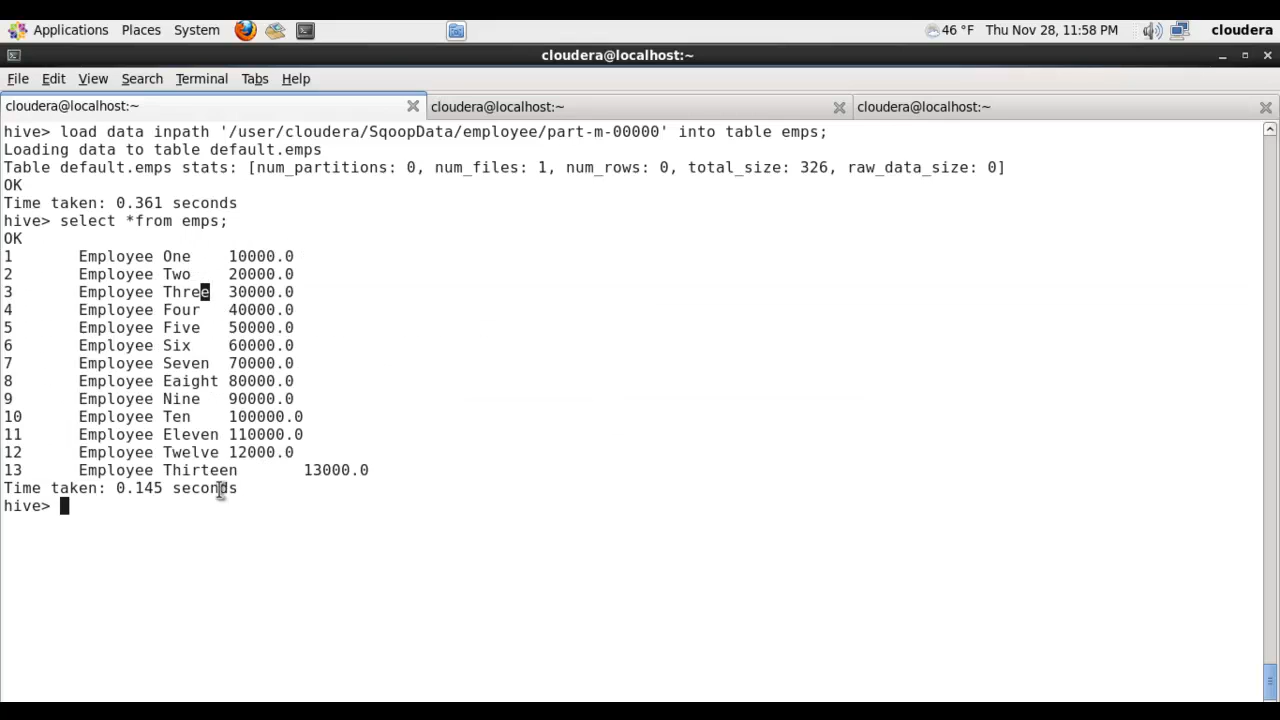 Applications Places System 46 °F Thu Nov 28, 11:58 PM cloudera
cloudera@localhost:~
File Edit View Search Terminal Tabs Help
cloudera@localhost:~ cloudera@localhost:~ cloudera@localhost:~
hive> load data inpath '/user/cloudera/SqoopData/employee/part-m-00000' into table emps;
Loading data to table default.emps
Table default.emps stats: [num_partitions: 0, num_files: 1, num_rows: 0, total_size: 326, raw_data_size: 0]
OK
Time taken: 0.361 seconds
hive> select *from emps;
OK
1 Employee One 10000.0
2 Employee Two 20000.0
3 Employee Three 30000.0
4 Employee Four 40000.0
5 Employee Five 50000.0
6 Employee Six 60000.0
7 Employee Seven 70000.0
8 Employee Eaight 80000.0
9 Employee Nine 90000.0
10 Employee Ten 100000.0
11 Employee Eleven 110000.0
12 Employee Twelve 12000.0
13 Employee Thirteen 13000.0
Time taken: 0.145 seconds
hive>